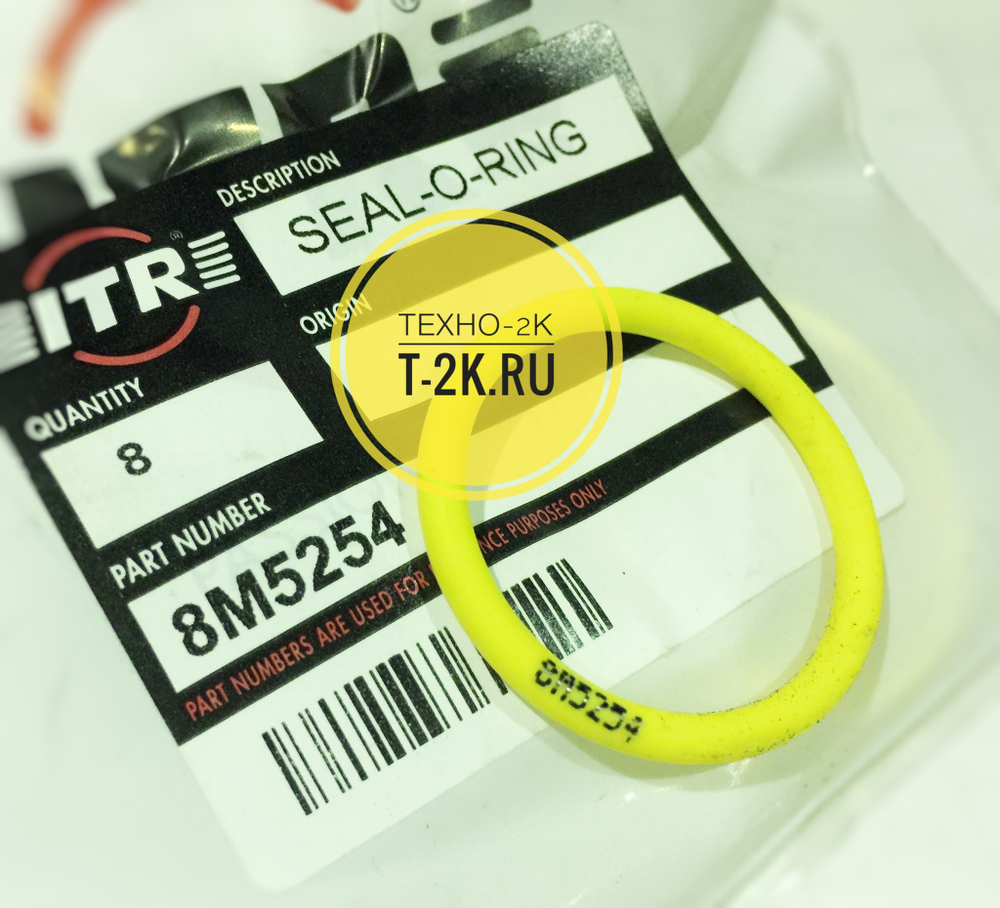 DESCRIPTION
SEAL-O-RING
ITR
®
ORIGIN
ТЕХНО-2К
T-2K.RU
QUANTITY
8
PART NUMBER
8M5254
PART NUMBERS ARE USED FOR NCE PURPOSES ONLY
8M5254